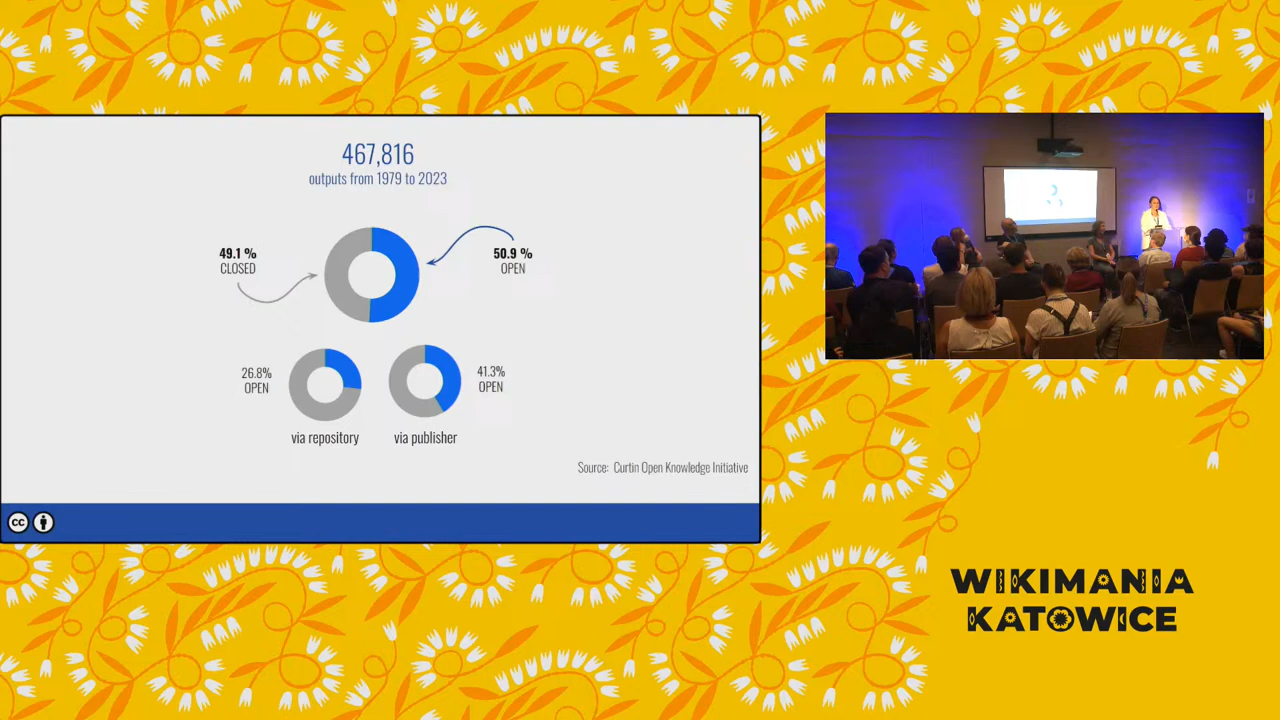 467,816
outputs from 1979 to 2023
49.1 %
CLOSED
50.9 %
OPEN
26.8%
OPEN
41.3%
OPEN
via repository
via publisher
Source: Curtin Open Knowledge Initiative
cc
WIKIMANIA
KATOWICE